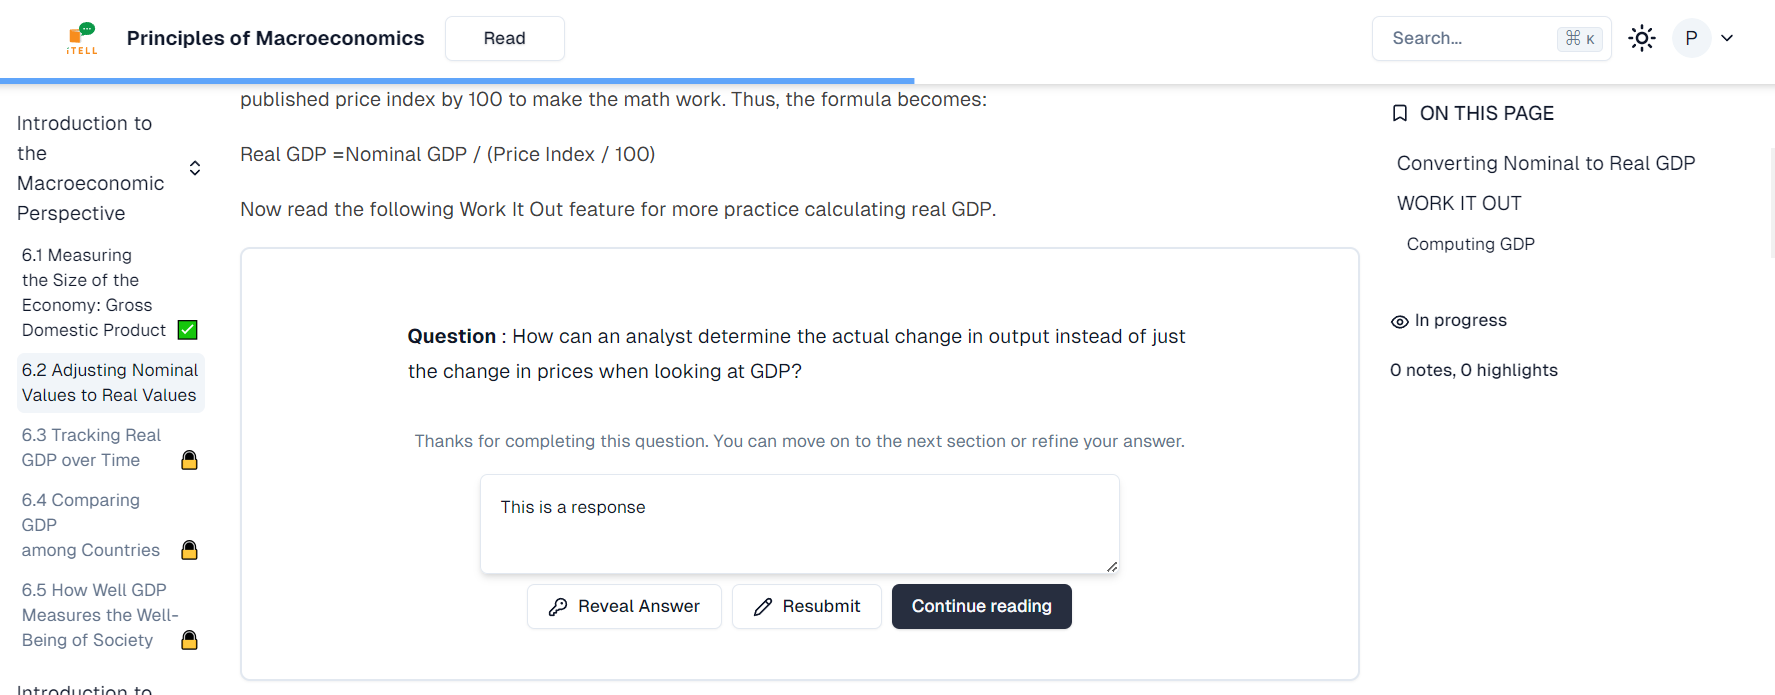 iTELL
Principles of Macroeconomics
Read
Search...
⌘ K
P
Introduction to
the
Macroeconomic
Perspective
6.1 Measuring
the Size of the
Economy: Gross
Domestic Product ✅
6.2 Adjusting Nominal
Values to Real Values
6.3 Tracking Real
GDP over Time
6.4 Comparing
GDP
among Countries
6.5 How Well GDP
Measures the Well-
Being of Society
Introduction to
published price index by 100 to make the math work. Thus, the formula becomes:
Real GDP =Nominal GDP / (Price Index / 100)
Now read the following Work It Out feature for more practice calculating real GDP.
Question : How can an analyst determine the actual change in output instead of just
the change in prices when looking at GDP?
Thanks for completing this question. You can move on to the next section or refine your answer.
This is a response
Reveal Answer
Resubmit
Continue reading
ON THIS PAGE
Converting Nominal to Real GDP
WORK IT OUT
Computing GDP
In progress
0 notes, 0 highlights